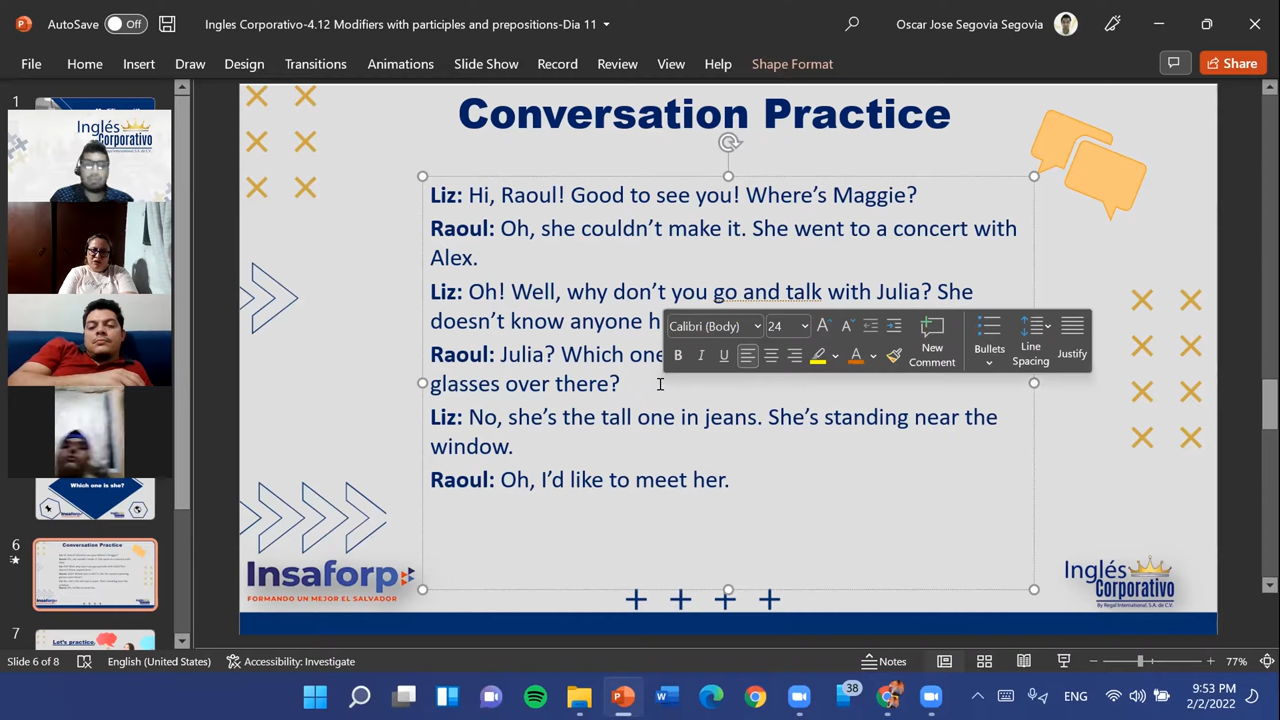 AutoSave Off
Ingles Corporativo-4.12 Modifiers with participles and prepositions-Dia 11
Oscar Jose Segovia Segovia
File Home Insert Draw Design Transitions Animations Slide Show Record Review View Help Shape Format
Share
1
Inglés
Corporativo
Which one is she?
6
Conversation Practice
7
Let's practice.
Conversation Practice
Liz: Hi, Raoul! Good to see you! Where's Maggie?
Raoul: Oh, she couldn't make it. She went to a concert with
Alex.
Liz: Oh! Well, why don't you go and talk with Julia? She
doesn't know anyone h
Raoul: Julia? Which one
glasses over there?
Liz: No, she's the tall one in jeans. She's standing near the
window.
Raoul: Oh, I'd like to meet her.
Calibri (Body) 24
B I U
New
Comment
Bullets
Line
Spacing
Justify
Insaforp
FORMANDO UN MEJOR EL SALVADOR
Inglés
Corporativo
By Regal International, S.A. de C.V.
Slide 6 of 8 English (United States) Accessibility: Investigate
Notes
77%
38
ENG
9:53 PM
2/2/2022